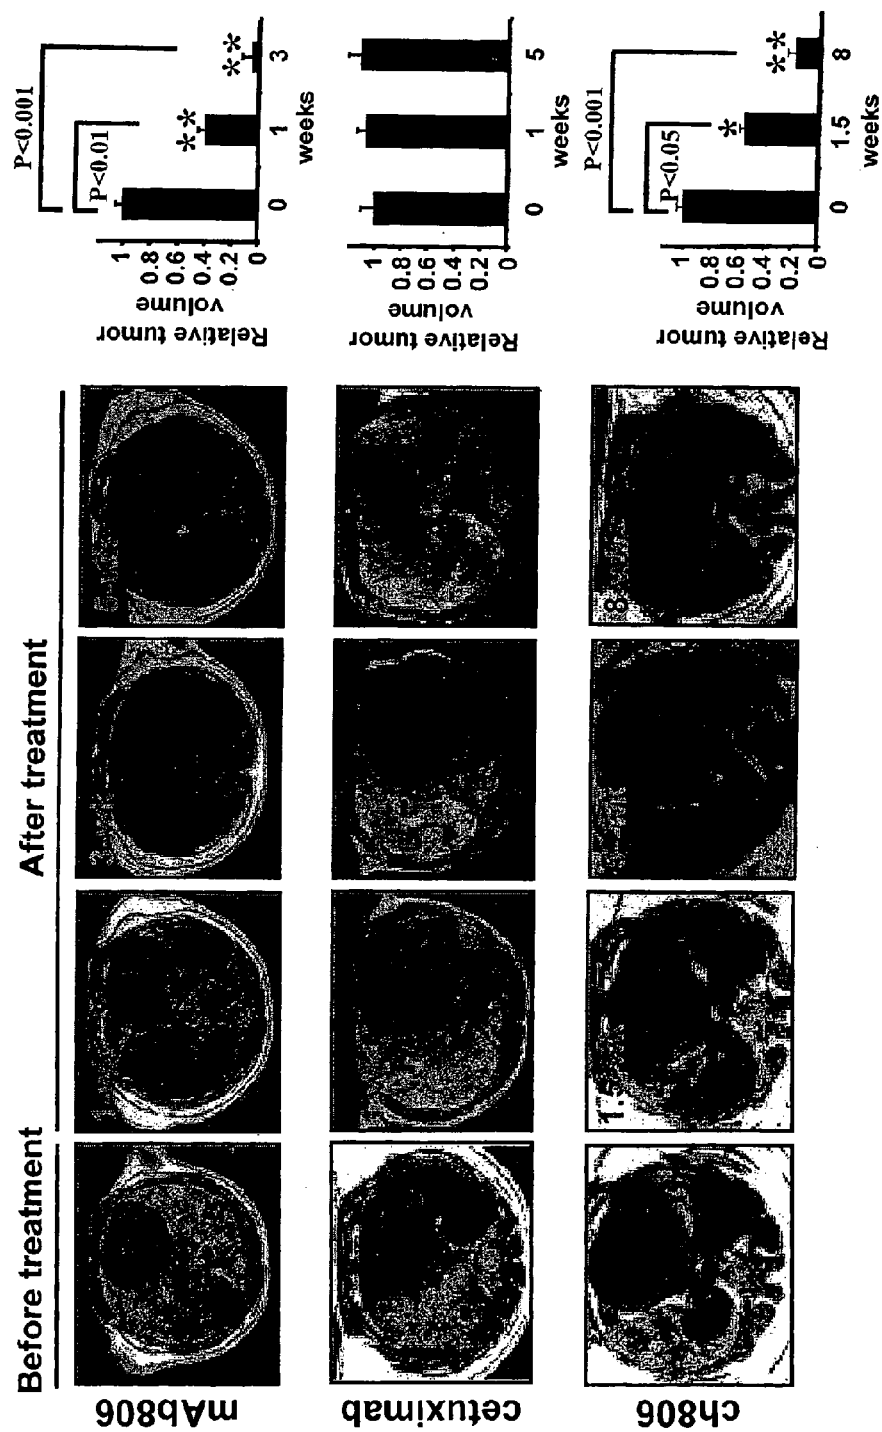 Before treatment
After treatment
mAb806
cetuximab
ch806
Relative tumor
volume
1
0.8
0.6
0.4
0.2
0
P<0.001
P<0.01
**
**
0
1
3
weeks
Relative tumor
volume
1
0.8
0.6
0.4
0.2
0
0
1
5
weeks
Relative tumor
volume
1
0.8
0.6
0.4
0.2
0
P<0.001
P<0.05
*
**
0
1.5
8
weeks
8